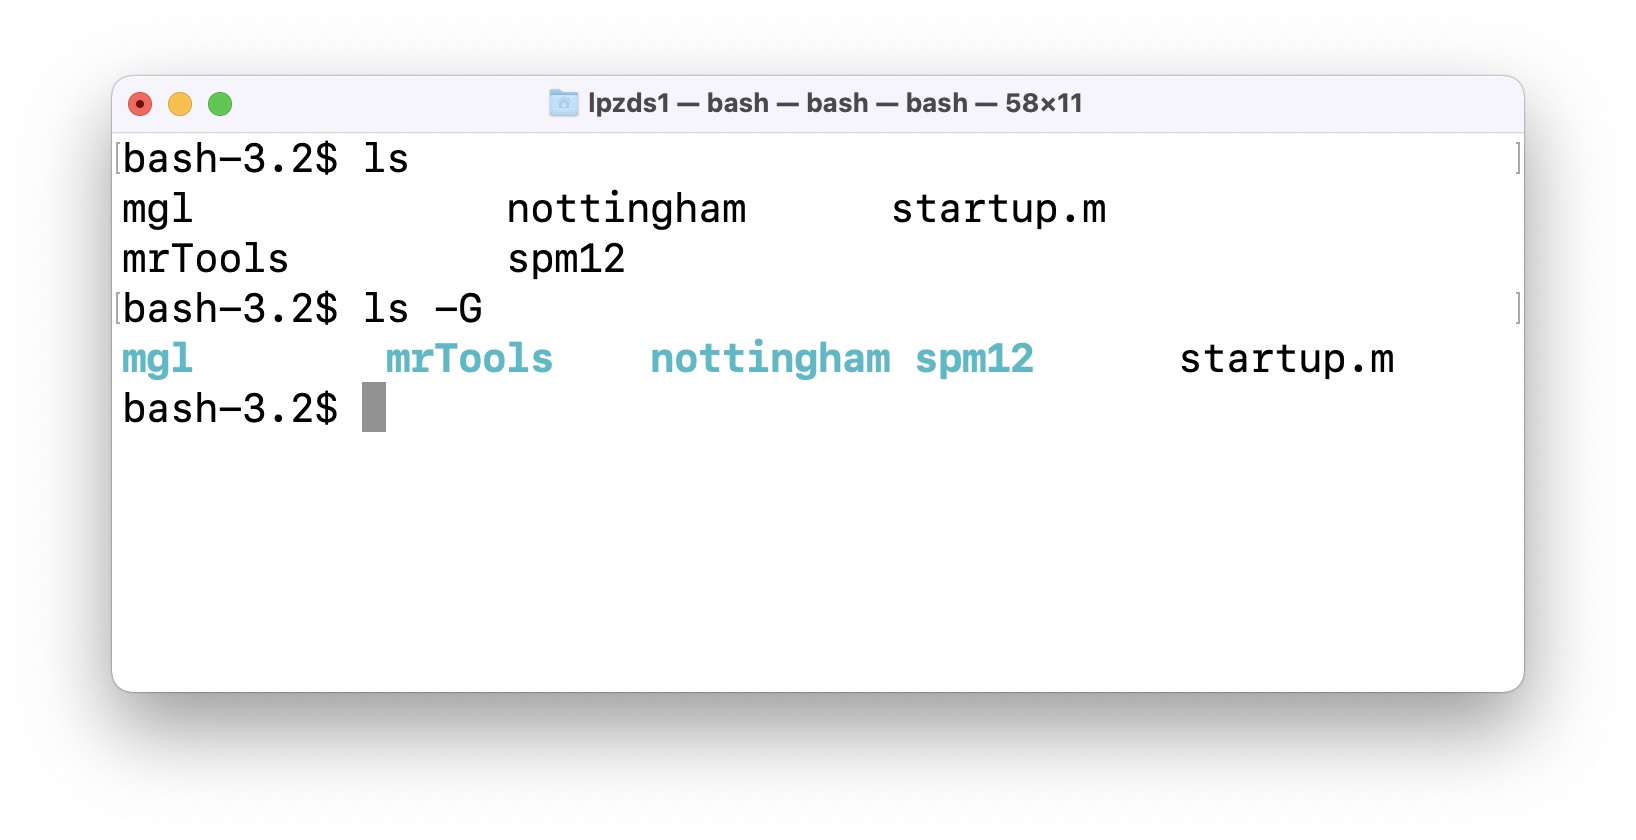 lpzds1 — bash — bash — bash — 58×11
[bash-3.2$ ls ]
mgl nottingham startup.m
mrTools spm12
[bash-3.2$ ls -G ]
mgl mrTools nottingham spm12 startup.m
bash-3.2$